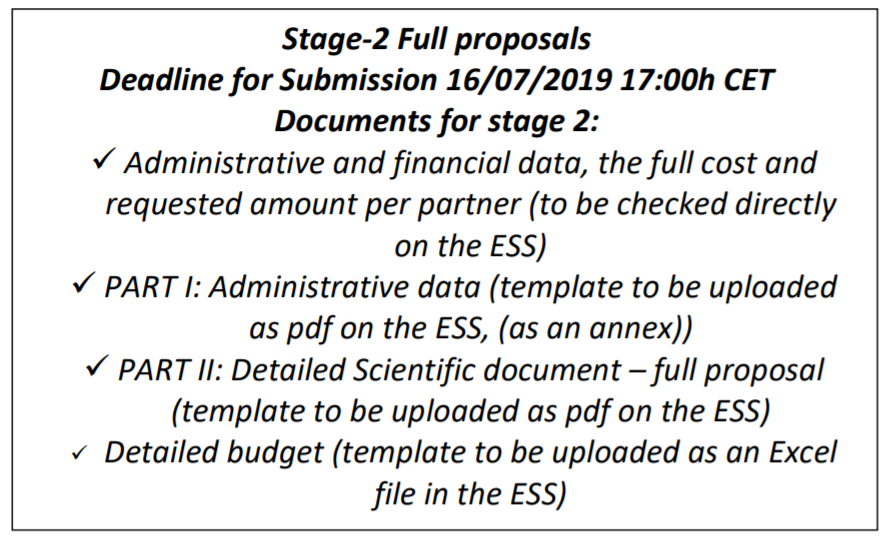 Stage-2 Full proposals
Deadline for Submission 16/07/2019 17:00h CET
Documents for stage 2:
✓ Administrative and financial data, the full cost and
requested amount per partner (to be checked directly
on the ESS)
✓ PART I: Administrative data (template to be uploaded
as pdf on the ESS, (as an annex))
✓ PART II: Detailed Scientific document – full proposal
(template to be uploaded as pdf on the ESS)
✓ Detailed budget (template to be uploaded as an Excel
file in the ESS)